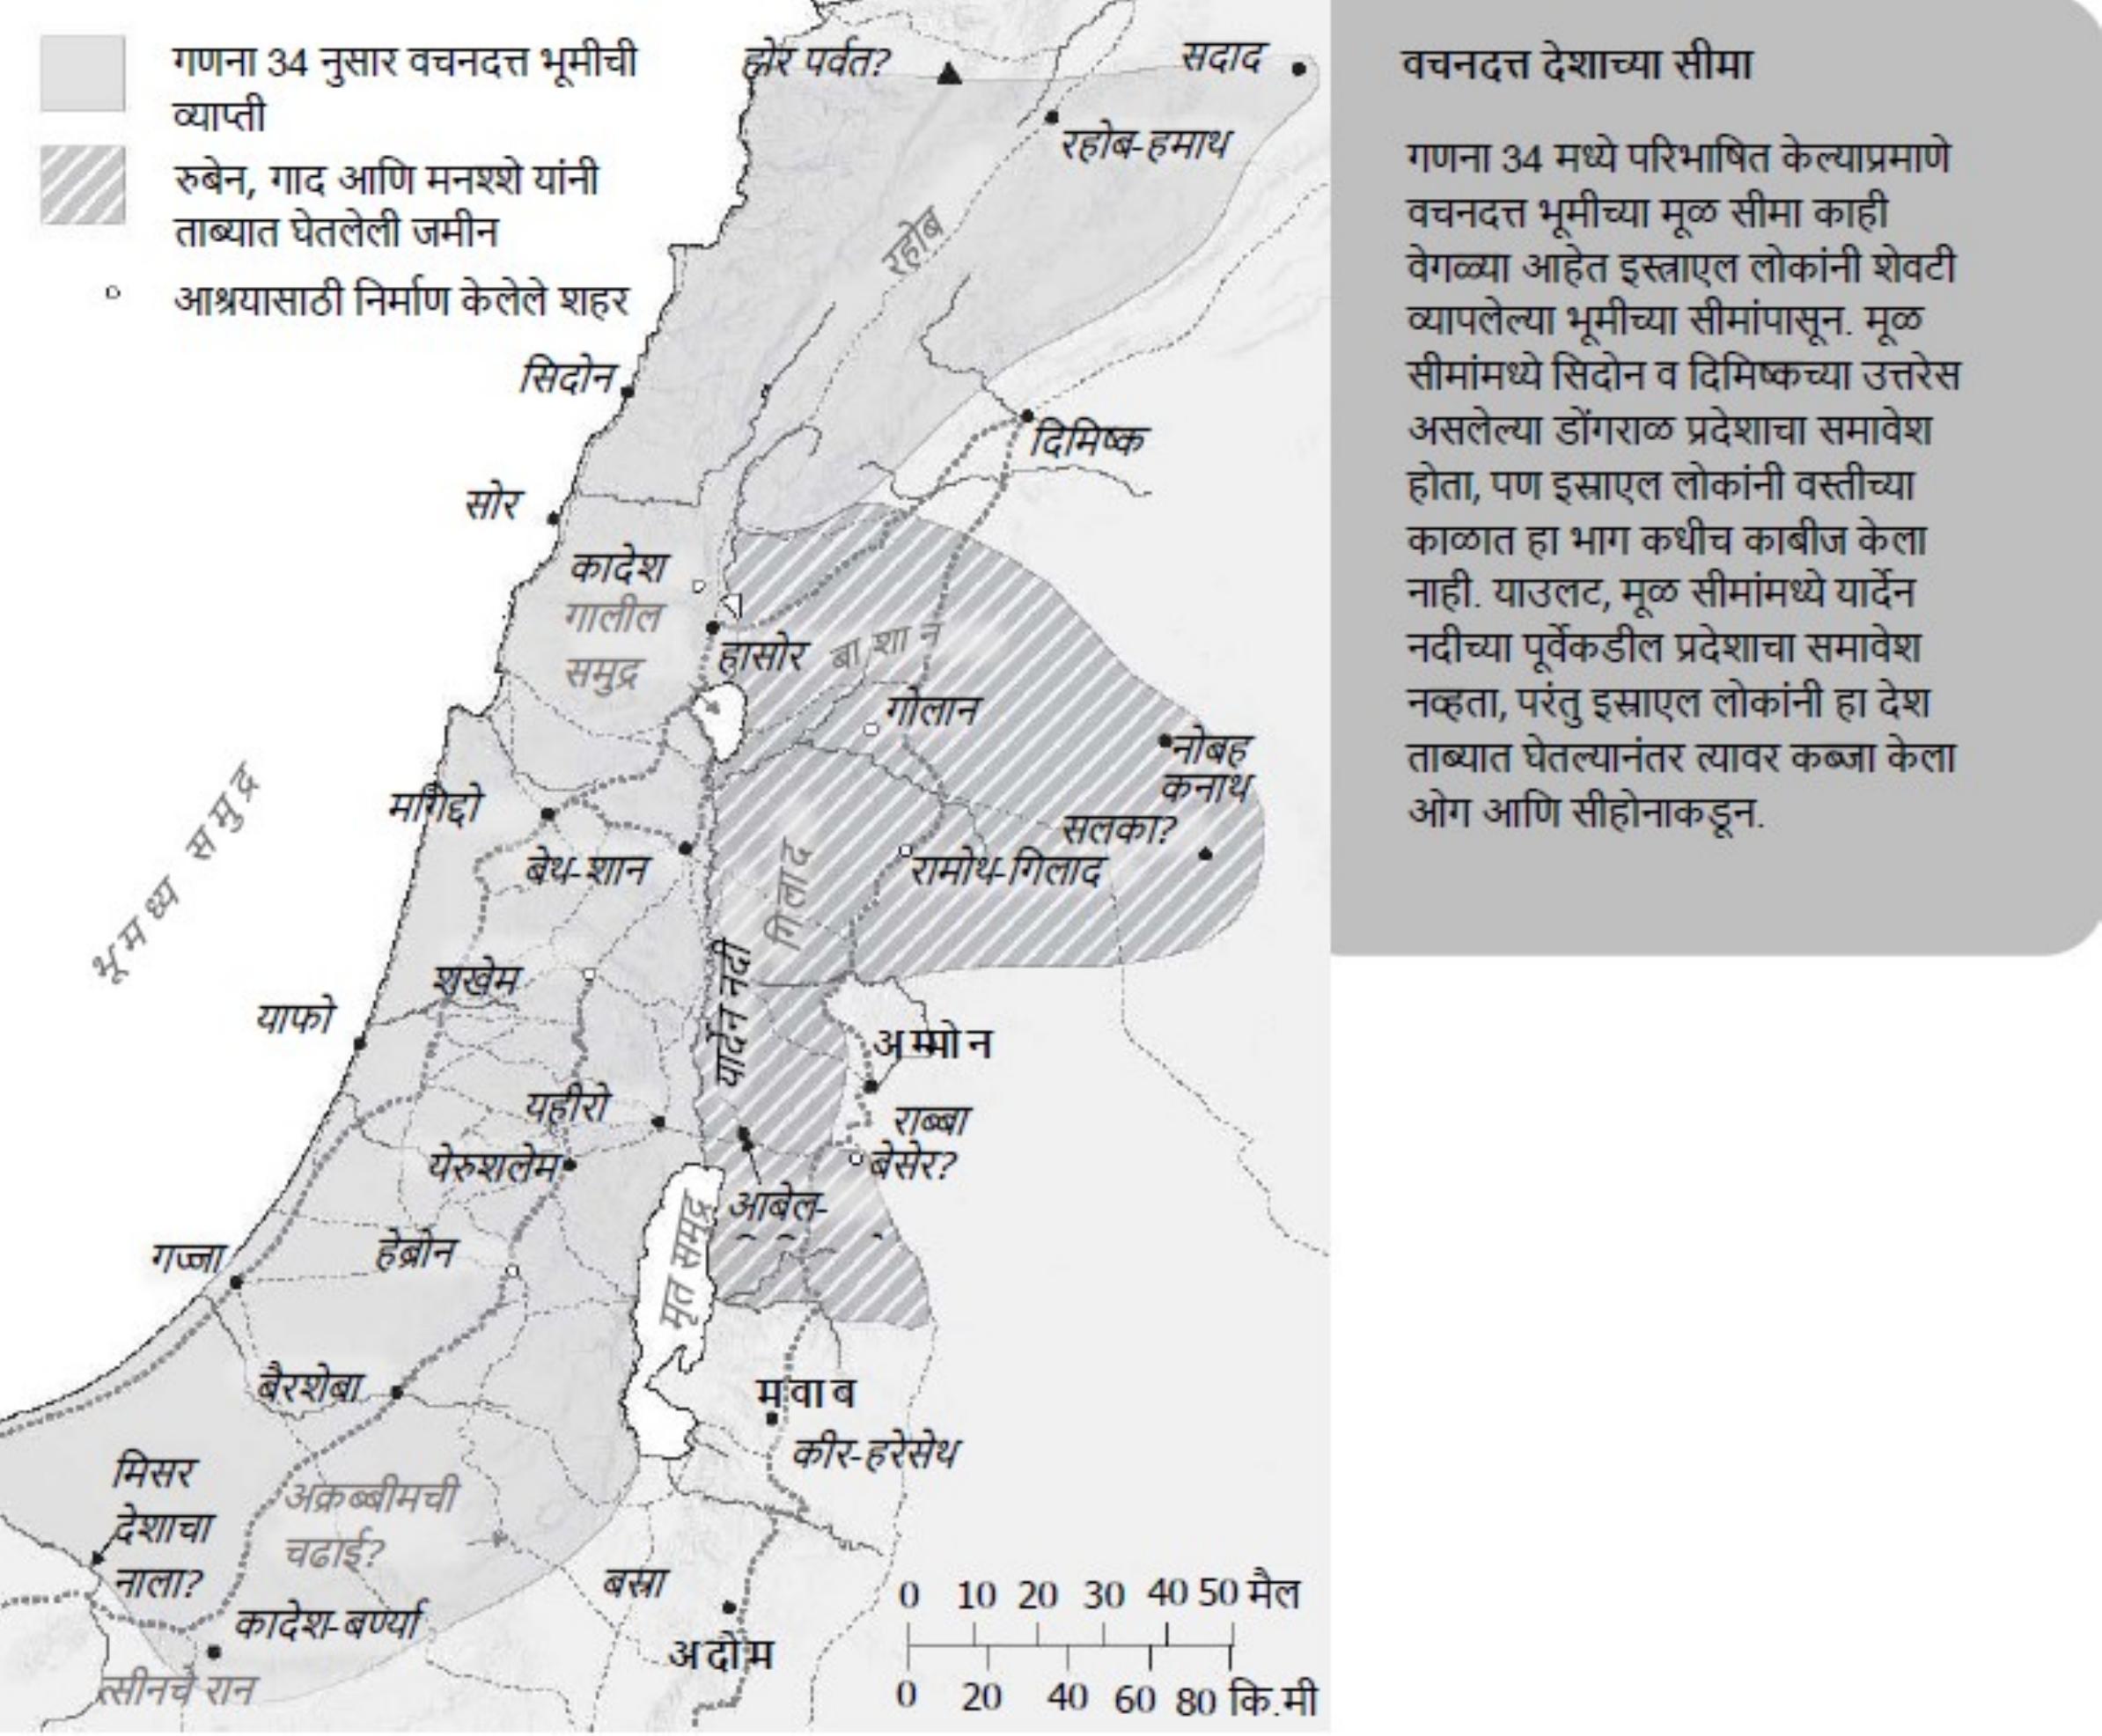 गणना 34 नुसार वचनदत्त भूमीची
व्याप्ती
रुबेन, गाद आणि मनश्शे यांनी
ताब्यात घेतलेली जमीन
आश्रयासाठी निर्माण केलेले शहर
होर पर्वत?
सदाद
रहोब-हमाथ
रहोब
सिदोन
दिमिष्क
सोर
कादेश
गालील
समुद्र
हासोर
बाशान
गोलान
नोबह
कनाथ
सलका?
मगिद्दो
बेथ-शान
रामोथ-गिलाद
गिलाद
भूमध्य समुद्र
शखेम
यार्देन नदी
याफो
अम्मोन
राब्बा
यहीरो
येरुशलेम
बेसेर?
आबेल-
मृत समुद्र
गज्जा
हेब्रोन
बैरशेबा
मवाब
कीर-हरेसेथ
मिसर
देशाचा
नाला?
अक्रब्बीमची
चढाई?
बस्रा
कादेश-बर्ण्या
अदोम
त्सीनचे रान
0 10 20 30 40 50 मैल
0 20 40 60 80 कि.मी
वचनदत्त देशाच्या सीमा
गणना 34 मध्ये परिभाषित केल्याप्रमाणे
वचनदत्त भूमीच्या मूळ सीमा काही
वेगळ्या आहेत इस्त्राएल लोकांनी शेवटी
व्यापलेल्या भूमीच्या सीमांपासून. मूळ
सीमांमध्ये सिदोन व दिमिष्कच्या उत्तरेस
असलेल्या डोंगराळ प्रदेशाचा समावेश
होता, पण इस्राएल लोकांनी वस्तीच्या
काळात हा भाग कधीच काबीज केला
नाही. याउलट, मूळ सीमांमध्ये यार्देन
नदीच्या पूर्वेकडील प्रदेशाचा समावेश
नव्हता, परंतु इस्राएल लोकांनी हा देश
ताब्यात घेतल्यानंतर त्यावर कब्जा केला
ओग आणि सीहोनाकडून.